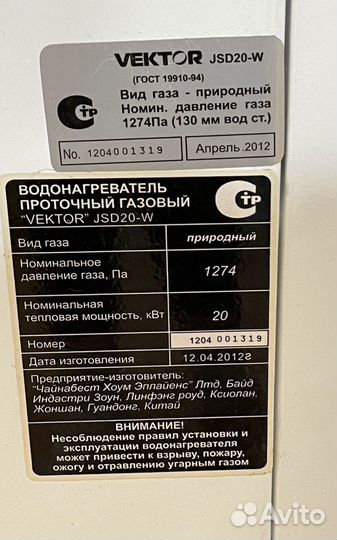 VEKTOR JSD20-W
(ГОСТ 19910-94)
Вид газа - природный
Номин. давление газа
1274Па (130 мм вод ст.)
No. 1204001319 Апрель.2012
ВОДОНАГРЕВАТЕЛЬ
ПРОТОЧНЫЙ ГАЗОВЫЙ
"VEKTOR" JSD20-W
Вид газа природный
Номинальное
давление газа, Па 1274
Номинальная
тепловая мощность, кВт 20
Номер 1204 001319
Дата изготовления 12.04.2012г
Предприятие-изготовитель:
"Чайнабест Хоум Эплайенс" Лтд, Байд
Индастри Зоун, Линфэнг роуд, Ксиолан,
Жоншан, Гуандонг, Китай
ВНИМАНИЕ!
Несоблюдение правил установки и
эксплуатации водонагревателя
может привести к взрыву, пожару,
ожогу и отравлению угарным газом
Avito